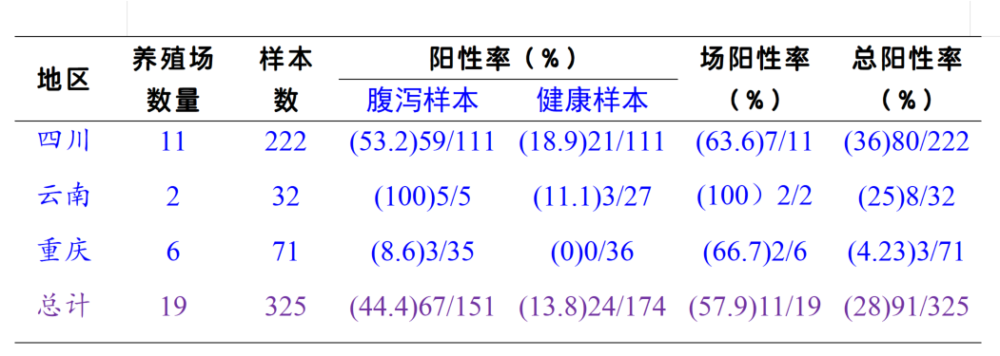 地区 养殖场数量 样本数 阳性率（%） 场阳性率（%） 总阳性率（%）
腹泻样本 健康样本
四川 11 222 (53.2)59/111 (18.9)21/111 (63.6)7/11 (36)80/222
云南 2 32 (100)5/5 (11.1)3/27 (100）2/2 (25)8/32
重庆 6 71 (8.6)3/35 (0)0/36 (66.7)2/6 (4.23)3/71
总计 19 325 (44.4)67/151 (13.8)24/174 (57.9)11/19 (28)91/325